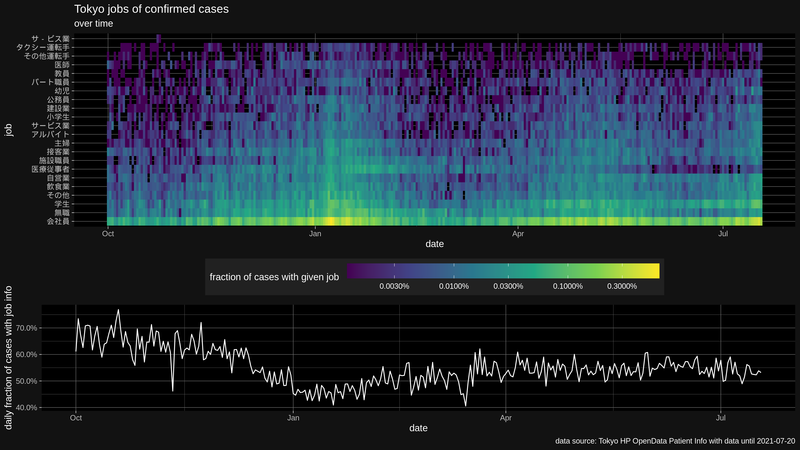 Tokyo jobs of confirmed cases
over time
サ - ビス業
タクシー運転手
その他運転手
医師
教員
パート職員
幼児
公務員
建設業
小学生
サービス業
アルバイト
主婦
接客業
施設職員
医療従事者
自営業
飲食業
その他
学生
無職
会社員
job
Oct Jan Apr Jul
date
fraction of cases with given job
0.0030% 0.0100% 0.0300% 0.1000% 0.3000%
daily fraction of cases with job info
70.0%
60.0%
50.0%
40.0%
Oct Jan Apr Jul
date
data source: Tokyo HP OpenData Patient Info with data until 2021-07-20